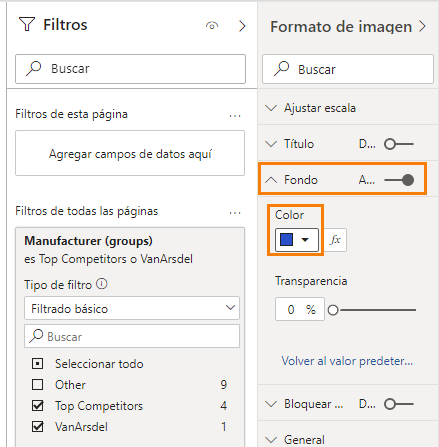 Filtros
Buscar
Filtros de esta página
Agregar campos de datos aquí
Filtros de todas las páginas
Manufacturer (groups)
es Top Competitors o VanArsdel
Tipo de filtro
Filtrado básico
Buscar
Seleccionar todo
Other 9
Top Competitors 4
VanArsdel 1
Formato de imagen
Buscar
Ajustar escala
Título D...
Fondo A...
Color
fx
Transparencia
0 %
Volver al valor predeter...
Bloquear ... D...
General